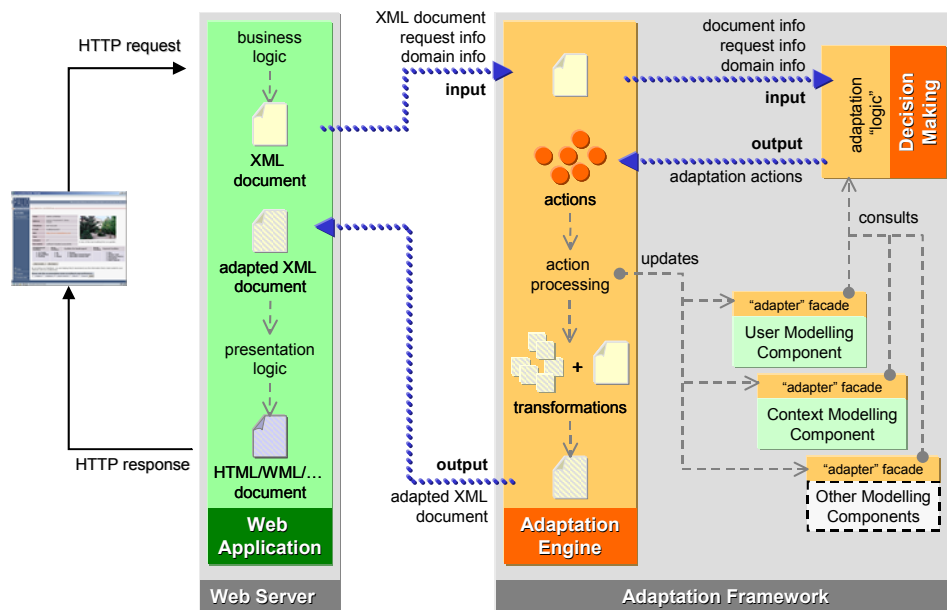 HTTP request
HTTP response
business
logic
XML
document
adapted XML
document
presentation
logic
HTML/WML/…
document
Web
Application
Web Server
XML document
request info
domain info
input
output
adapted XML
document
actions
action
processing
+
transformations
Adaptation
Engine
document info
request info
domain info
input
output
adaptation actions
adaptation
“logic”
Decision
Making
consults
updates
“adapter” facade
User Modelling
Component
“adapter” facade
Context Modelling
Component
“adapter” facade
Other Modelling
Components
Adaptation Framework